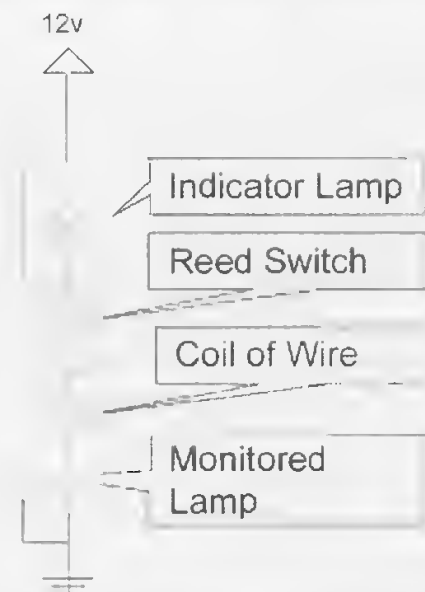 12v
Indicator Lamp
Reed Switch
Coil of Wire
Monitored
Lamp